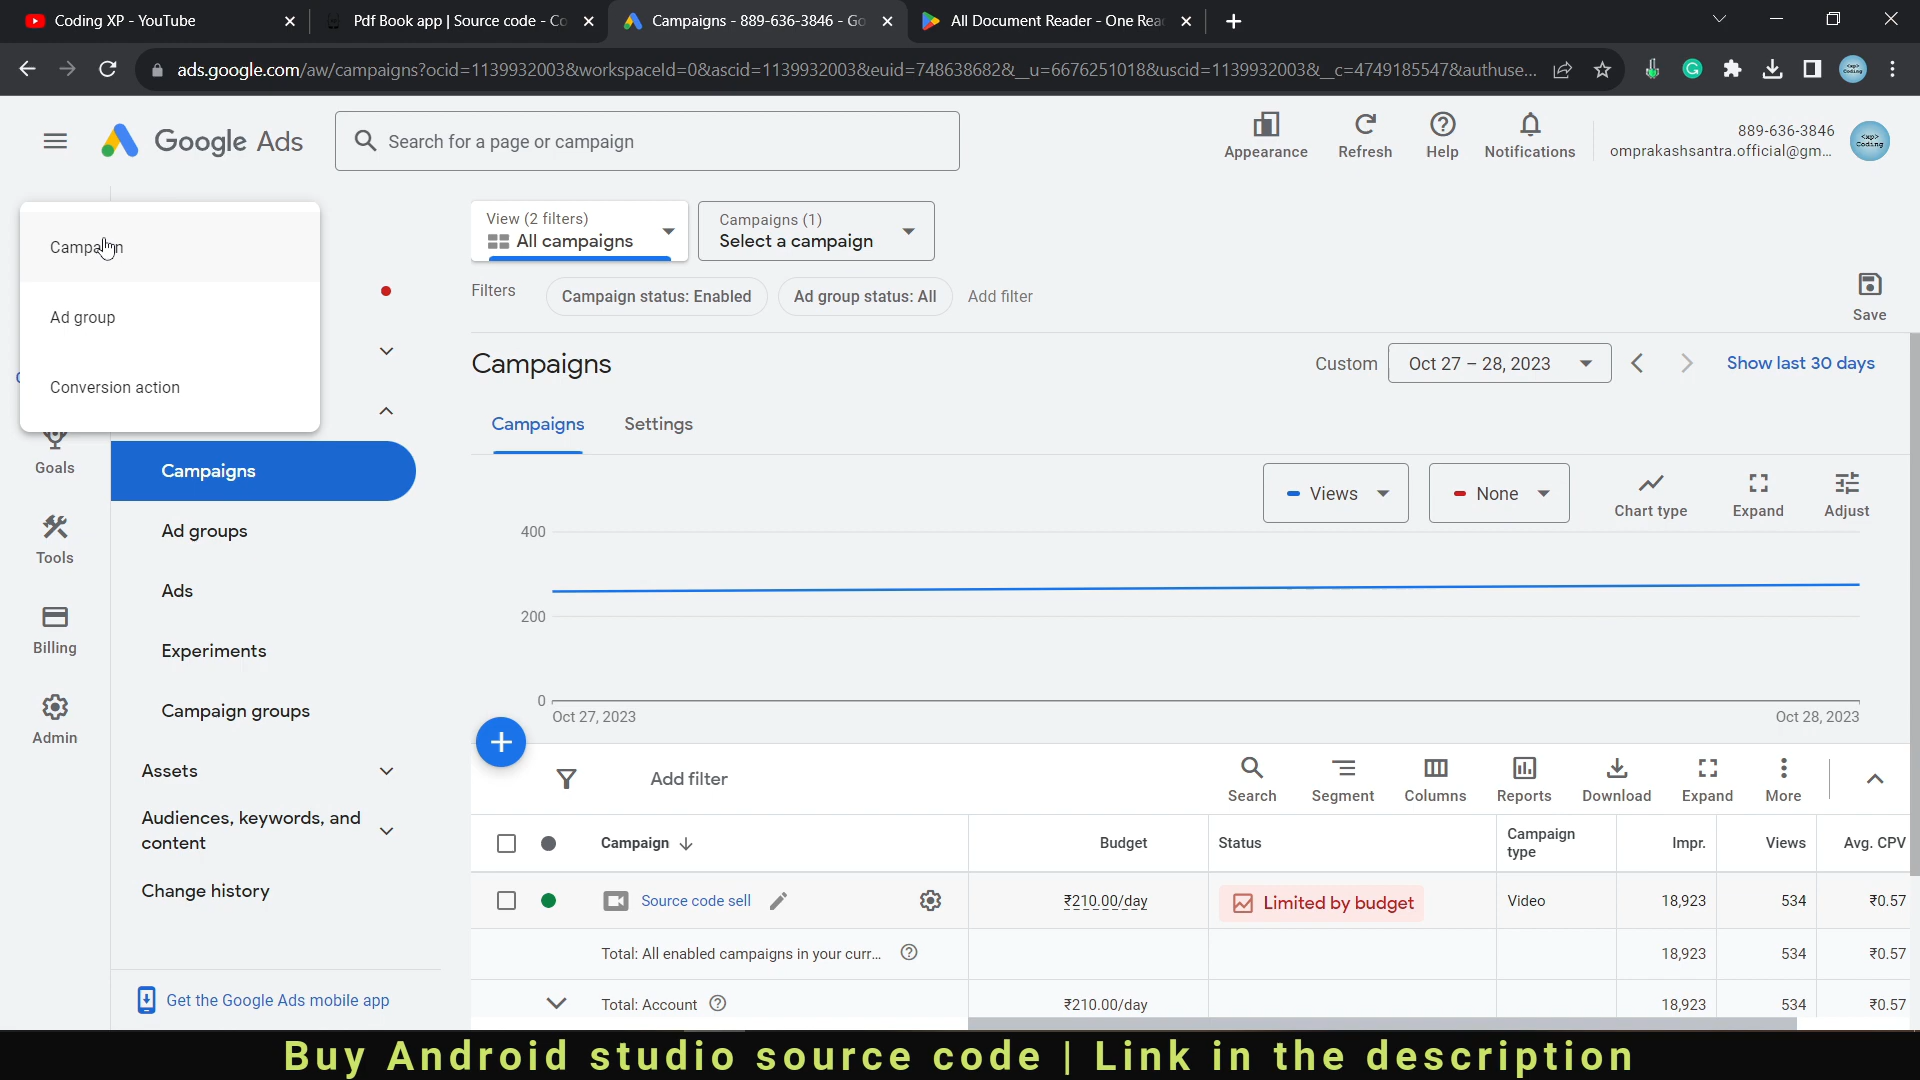 Coding XP - YouTube
Pdf Book app | Source code - Co
Campaigns - 889-636-3846 - Go
All Document Reader - One Rea
ads.google.com/aw/campaigns?ocid=1139932003&workspaceId=0&ascid=1139932003&euid=748638682&__u=6676251018&uscid=1139932003&__c=4749185547&authuse...
Google Ads
Search for a page or campaign
Appearance
Refresh
Help
Notifications
889-636-3846
omprakashsantra.official@gm...
<xp>
Coding
Campaign
Ad group
Conversion action
Goals
Tools
Billing
Admin
Campaigns
Ad groups
Ads
Experiments
Campaign groups
Assets
Audiences, keywords, and
content
Change history
Get the Google Ads mobile app
View (2 filters)
All campaigns
Campaigns (1)
Select a campaign
Filters
Campaign status: Enabled
Ad group status: All
Add filter
Save
Campaigns
Custom
Oct 27 – 28, 2023
Show last 30 days
Campaigns
Settings
Views
None
Chart type
Expand
Adjust
400
200
0
Oct 27, 2023
Oct 28, 2023
Add filter
Search
Segment
Columns
Reports
Download
Expand
More
Campaign
Budget
Status
Campaign
type
Impr.
Views
Avg. CPV
Source code sell
₹210.00/day
Limited by budget
Video
18,923
534
₹0.57
Total: All enabled campaigns in your curr...
18,923
534
₹0.57
Total: Account
₹210.00/day
18,923
534
₹0.57
Buy Android studio source code | Link in the description